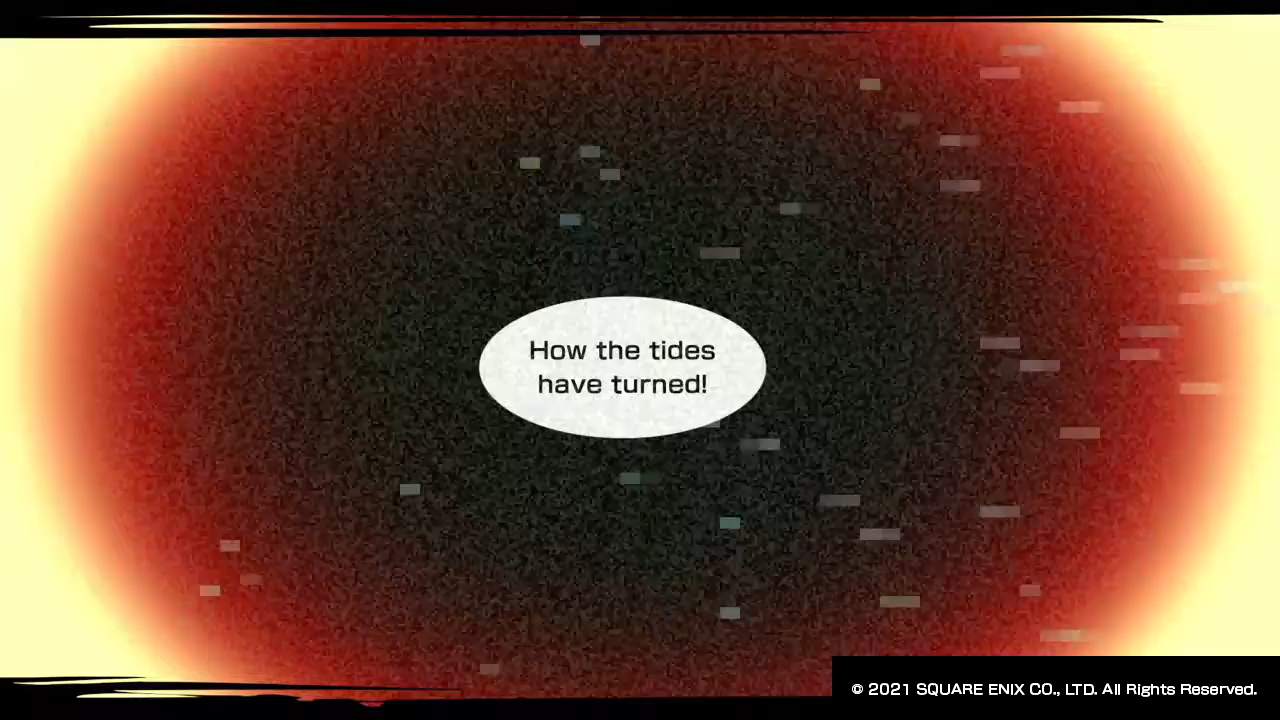 How the tides
have turned!
© 2021 SQUARE ENIX CO., LTD. All Rights Reserved.